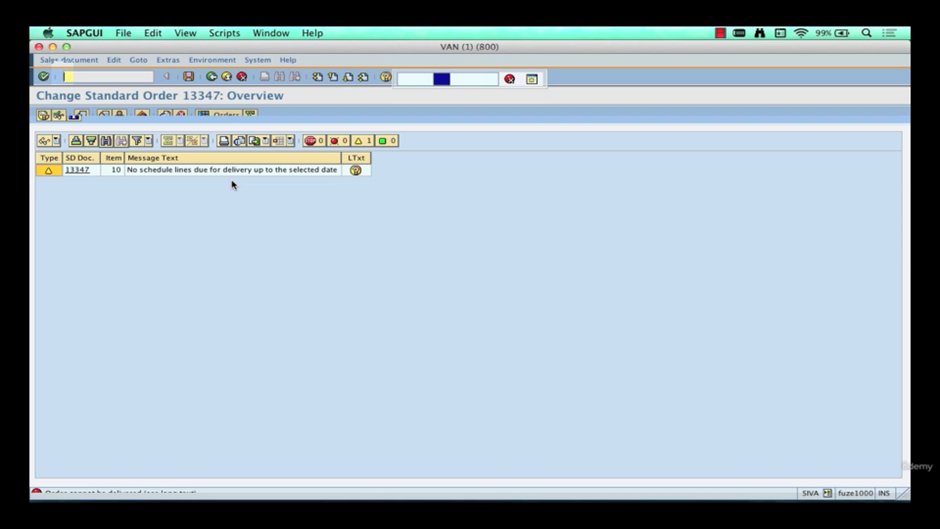 SAPGUI File Edit View Scripts Window Help 99%
VAN (1) (800)
Sales document Edit Goto Extras Environment System Help
Change Standard Order 13347: Overview
Orders
0 0 1 0
Type SD Doc. Item Message Text LTxt
13347 10 No schedule lines due for delivery up to the selected date
demy
Order cannot be delivered (see long text) SIVA fuze1000 INS